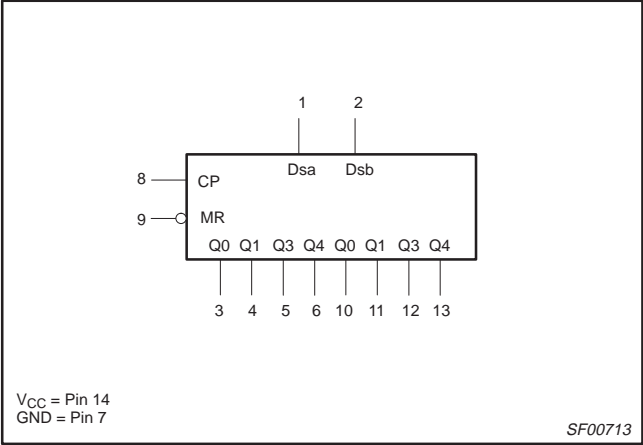 1 2
Dsa Dsb
8 CP
9 MR
Q0 Q1 Q3 Q4 Q0 Q1 Q3 Q4
3 4 5 6 10 11 12 13
VCC = Pin 14
GND = Pin 7
SF00713